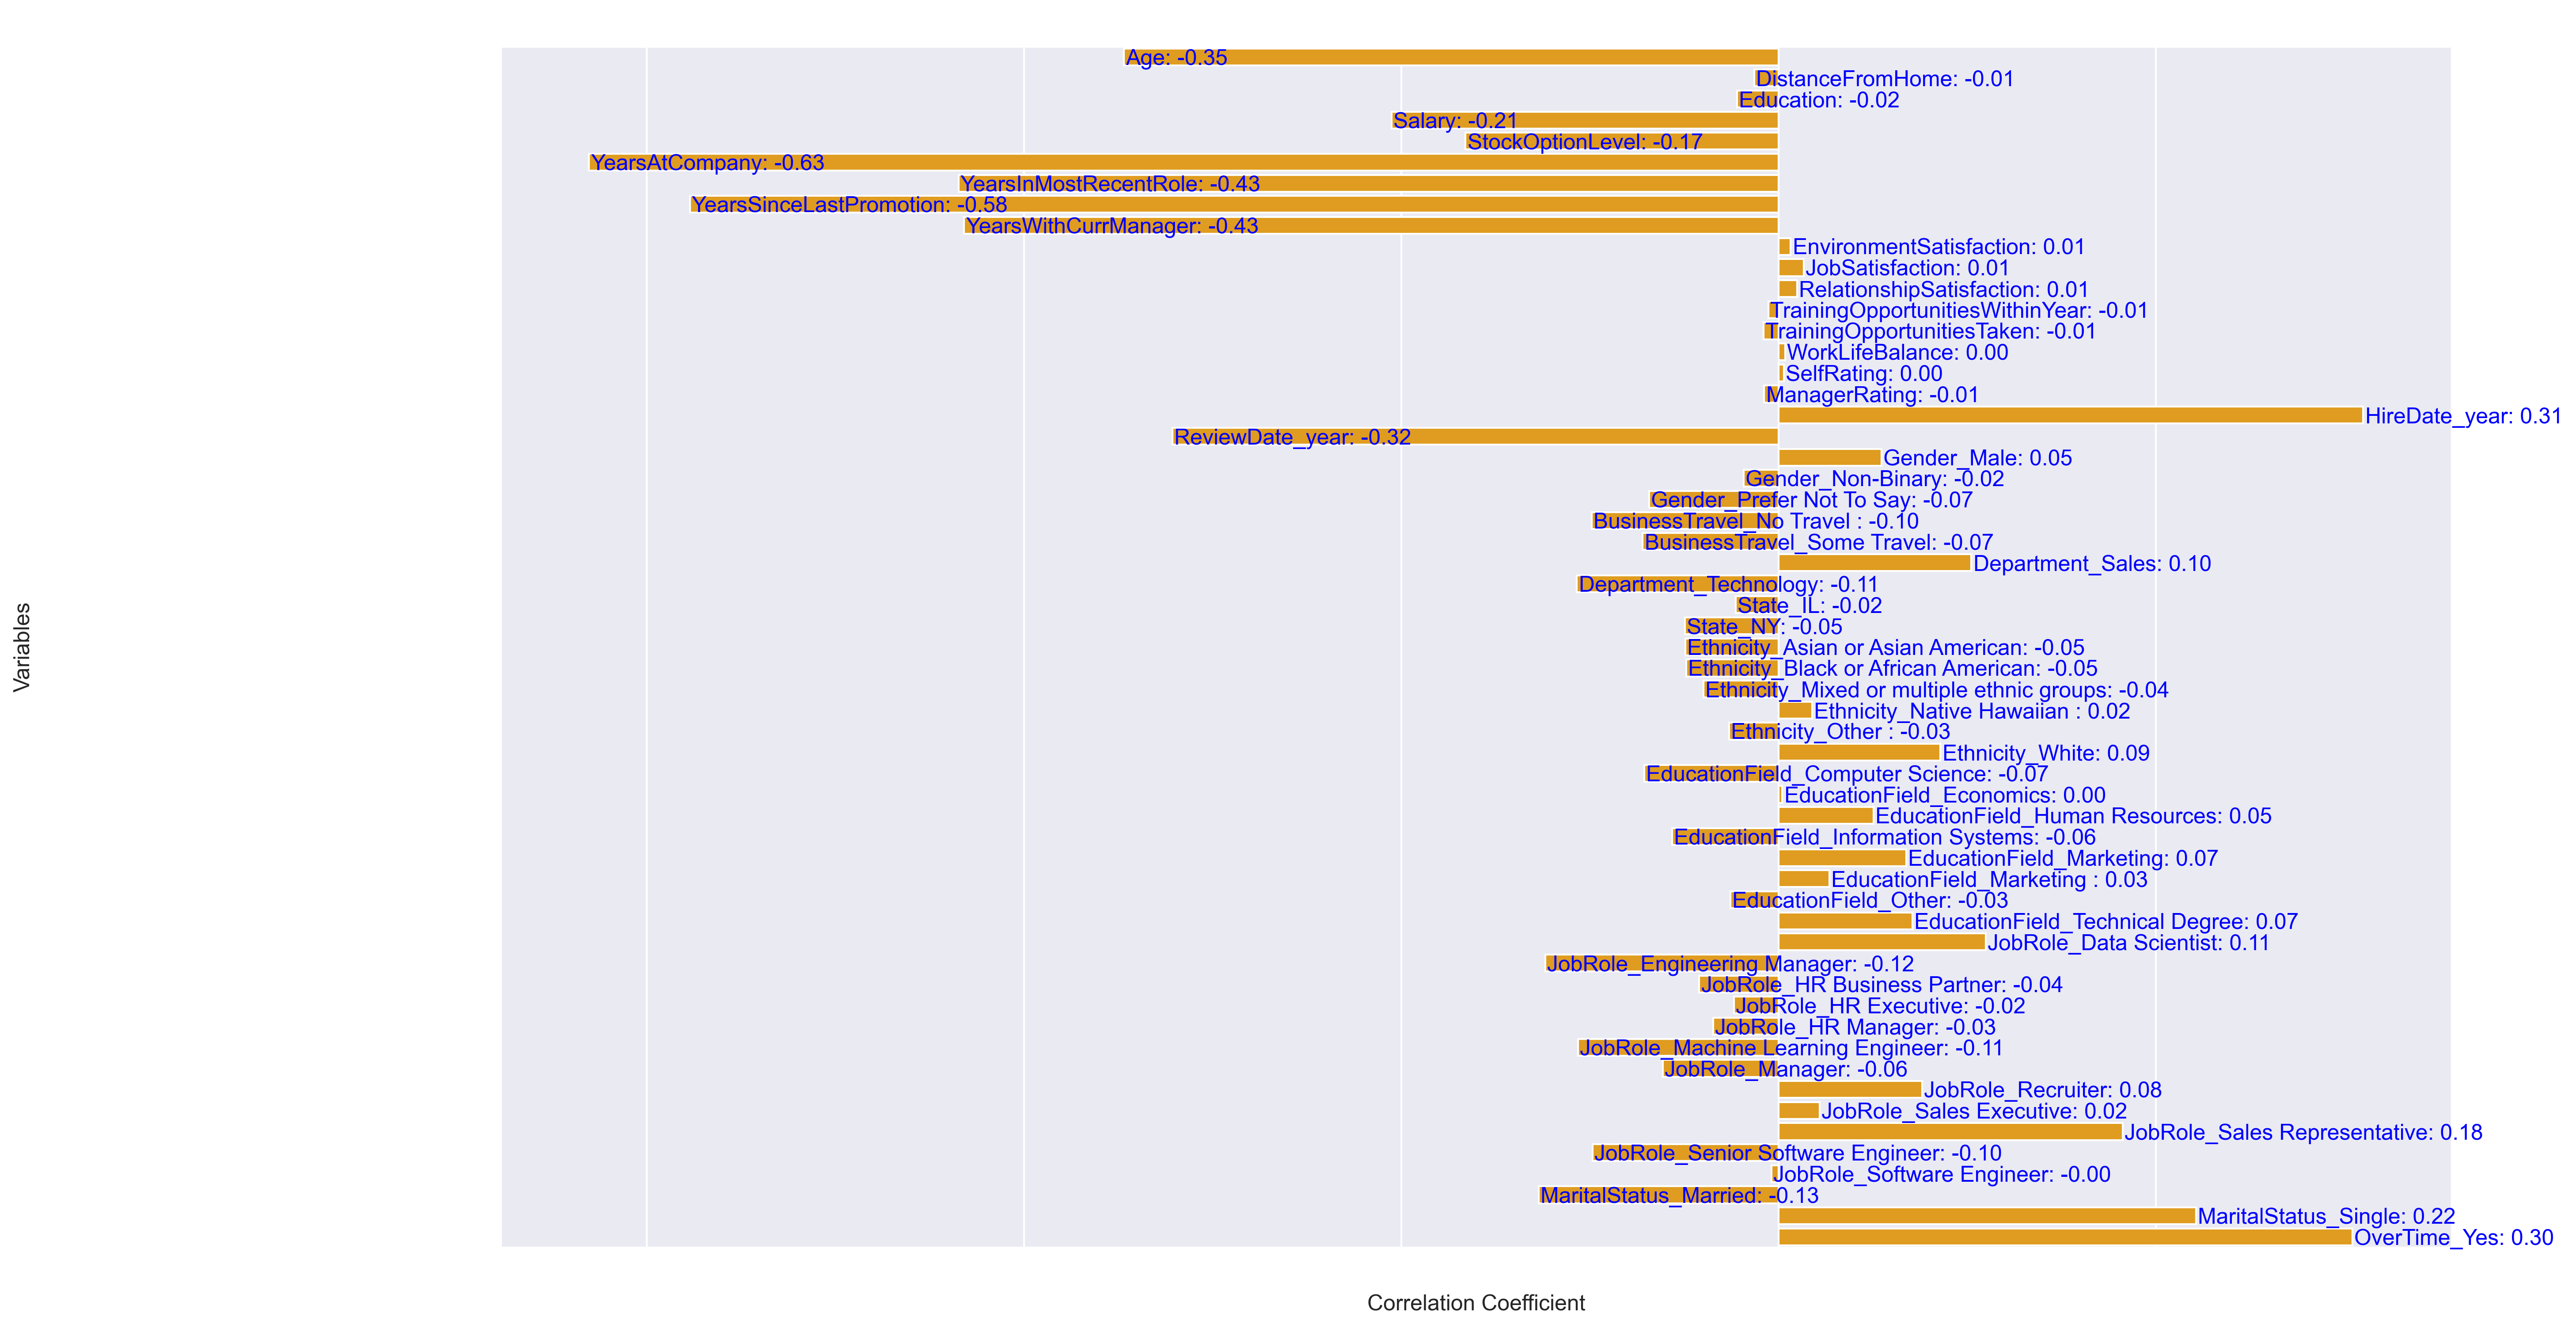 Age: -0.35
DistanceFromHome: -0.01
Education: -0.02
Salary: -0.21
StockOptionLevel: -0.17
YearsAtCompany: -0.63
YearsInMostRecentRole: -0.43
YearsSinceLastPromotion: -0.58
YearsWithCurrManager: -0.43
EnvironmentSatisfaction: 0.01
JobSatisfaction: 0.01
RelationshipSatisfaction: 0.01
TrainingOpportunitiesWithinYear: -0.01
TrainingOpportunitiesTaken: -0.01
WorkLifeBalance: 0.00
SelfRating: 0.00
ManagerRating: -0.01
HireDate_year: 0.31
ReviewDate_year: -0.32
Gender_Male: 0.05
Gender_Non-Binary: -0.02
Gender_Prefer Not To Say: -0.07
BusinessTravel_No Travel : -0.10
BusinessTravel_Some Travel: -0.07
Department_Sales: 0.10
Department_Technology: -0.11
State_IL: -0.02
State_NY: -0.05
Ethnicity_Asian or Asian American: -0.05
Ethnicity_Black or African American: -0.05
Ethnicity_Mixed or multiple ethnic groups: -0.04
Ethnicity_Native Hawaiian : 0.02
Ethnicity_Other : -0.03
Ethnicity_White: 0.09
EducationField_Computer Science: -0.07
EducationField_Economics: 0.00
EducationField_Human Resources: 0.05
EducationField_Information Systems: -0.06
EducationField_Marketing: 0.07
EducationField_Marketing : 0.03
EducationField_Other: -0.03
EducationField_Technical Degree: 0.07
JobRole_Data Scientist: 0.11
JobRole_Engineering Manager: -0.12
JobRole_HR Business Partner: -0.04
JobRole_HR Executive: -0.02
JobRole_HR Manager: -0.03
JobRole_Machine Learning Engineer: -0.11
JobRole_Manager: -0.06
JobRole_Recruiter: 0.08
JobRole_Sales Executive: 0.02
JobRole_Sales Representative: 0.18
JobRole_Senior Software Engineer: -0.10
JobRole_Software Engineer: -0.00
MaritalStatus_Married: -0.13
MaritalStatus_Single: 0.22
OverTime_Yes: 0.30
Variables
Correlation Coefficient